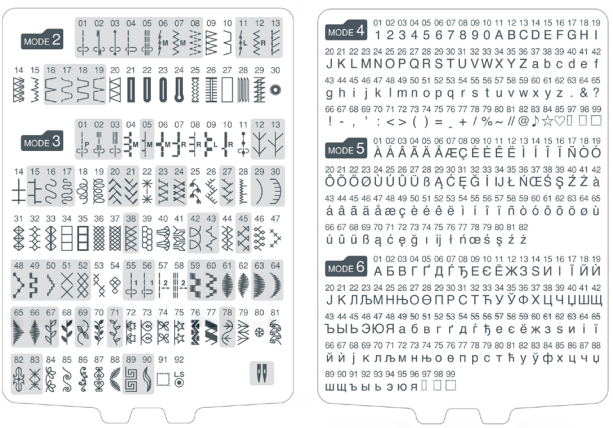 MODE 2 01 02 03 04 05 06 07 08 09 10 11 12 13
M M L R
14 15 16 17 18 19 20 21 22 23 24 25 26 27 28 29 30
MODE 3 01 02 03 04 05 06 07 08 09 10 11 12 13
P M M M R P M
14 15 16 17 18 19 20 21 22 23 24 25 26 27 28 29 30
31 32 33 34 35 36 37 38 39 40 41 42 43 44 45 46 47
48 49 50 51 52 53 54 55 56 57 58 59 60 61 62 63 64
1 1 2 2
65 66 67 68 69 70 71 72 73 74 75 76 77 78 79 80 81
82 83 84 85 86 87 88 89 90 91 92
LS
MODE 4 01 02 03 04 05 06 07 08 09 10 11 12 13 14 15 16 17 18 19
1 2 3 4 5 6 7 8 9 0 A B C D E F G H I
20 21 22 23 24 25 26 27 28 29 30 31 32 33 34 35 36 37 38 39 40 41 42
J K L M N O P Q R S T U V W X Y Z a b c d e f
43 44 45 46 47 48 49 50 51 52 53 54 55 56 57 58 59 60 61 62 63 64 65
g h i j k l m n o p q r s t u v w x y z . & ?
66 67 68 69 70 71 72 73 74 75 76 77 78 79 80 81 82 83 84 85 86 87 88
! - , ' : < > ( ) = _ + / % ~ // @ ♪ ☆ ♡
MODE 5 01 02 03 04 05 06 07 08 09 10 11 12 13 14 15 16 17 18 19
À Á Â Ã Ä Å Æ Ç È É Ê Ë Ì Í Î Ï Ñ Ò Ó
20 21 22 23 24 25 26 27 28 29 30 31 32 33 34 35 36 37 38 39 40 41 42
Ô Õ Ö Ø Ù Ú Û Ü ß Ą Ć Ę Ğ İ IJ Ł Ń Œ Ś Ş Ź Ż à
43 44 45 46 47 48 49 50 51 52 53 54 55 56 57 58 59 60 61 62 63 64 65
á â ã ä å æ ç è é ê ë ì í î ï ñ ò ó ô õ ö ø ù
66 67 68 69 70 71 72 73 74 75 76 77 78 79 80 81 82
ú û ü ß ą ć ę ğ ı ij ł ń œ ś ş ź ż
MODE 6 01 02 03 04 05 06 07 08 09 10 11 12 13 14 15 16 17 18 19
А Б В Г Ґ Д Ѓ Ђ Е Є Ё Ж З Ѕ И І Ї Й Ѝ
20 21 22 23 24 25 26 27 28 29 30 31 32 33 34 35 36 37 38 39 40 41 42
Ј К Л Љ М Н Њ О Ө П Р С Т Ћ У Ў Ф Х Ц Ч Џ Ш Щ
43 44 45 46 47 48 49 50 51 52 53 54 55 56 57 58 59 60 61 62 63 64 65
Ъ Ы Ь Э Ю Я а б в г ґ д ѓ ђ е є ё ж з ѕ и і ї
66 67 68 69 70 71 72 73 74 75 76 77 78 79 80 81 82 83 84 85 86 87 88
й ѝ ј к л љ м н њ о ө п р с т ћ у ў ф х ц ч џ
89 90 91 92 93 94 95 96 97 98 99
ш щ ъ ы ь э ю я